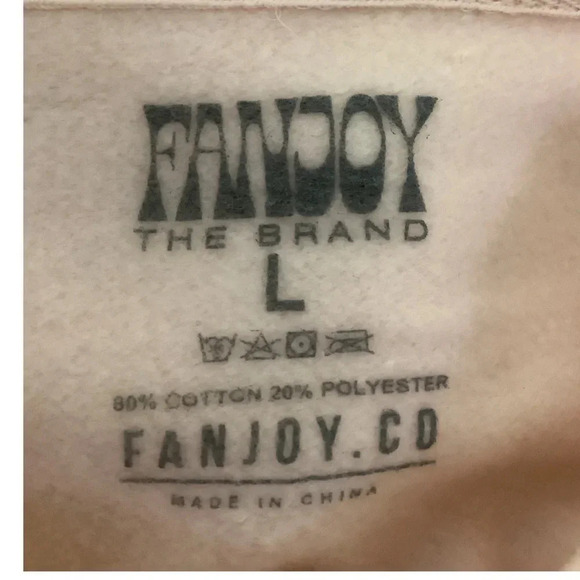 FANJOY
THE BRAND
L
80% COTTON 20% POLYESTER
FANJOY.CO
MADE IN CHINA